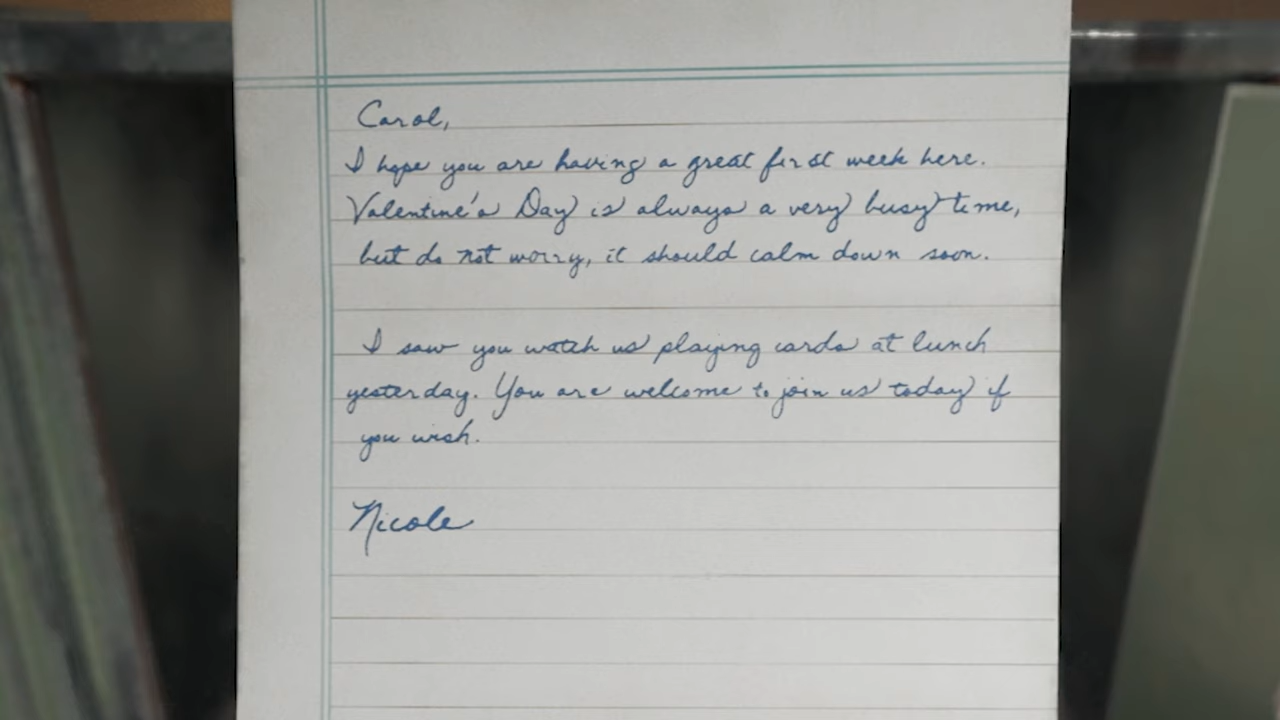 Carol,
I hope you are having a great first week here.
Valentine's Day is always a very busy time,
but do not worry, it should calm down soon.
I saw you watch us playing cards at lunch
yesterday. You are welcome to join us today if
you wish.
Nicole